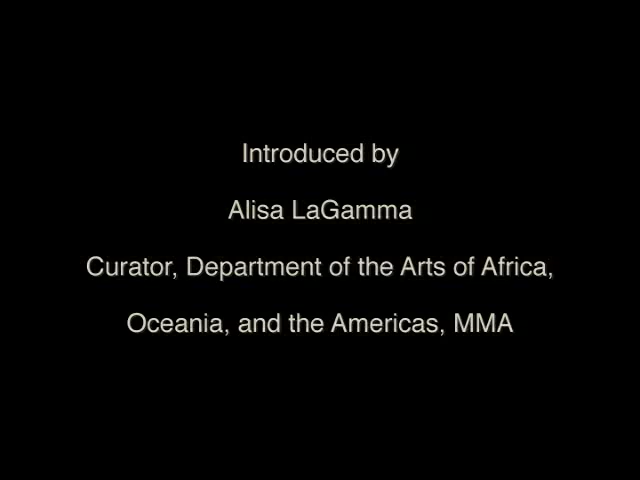 Introduced by
Alisa LaGamma
Curator, Department of the Arts of Africa,
Oceania, and the Americas, MMA